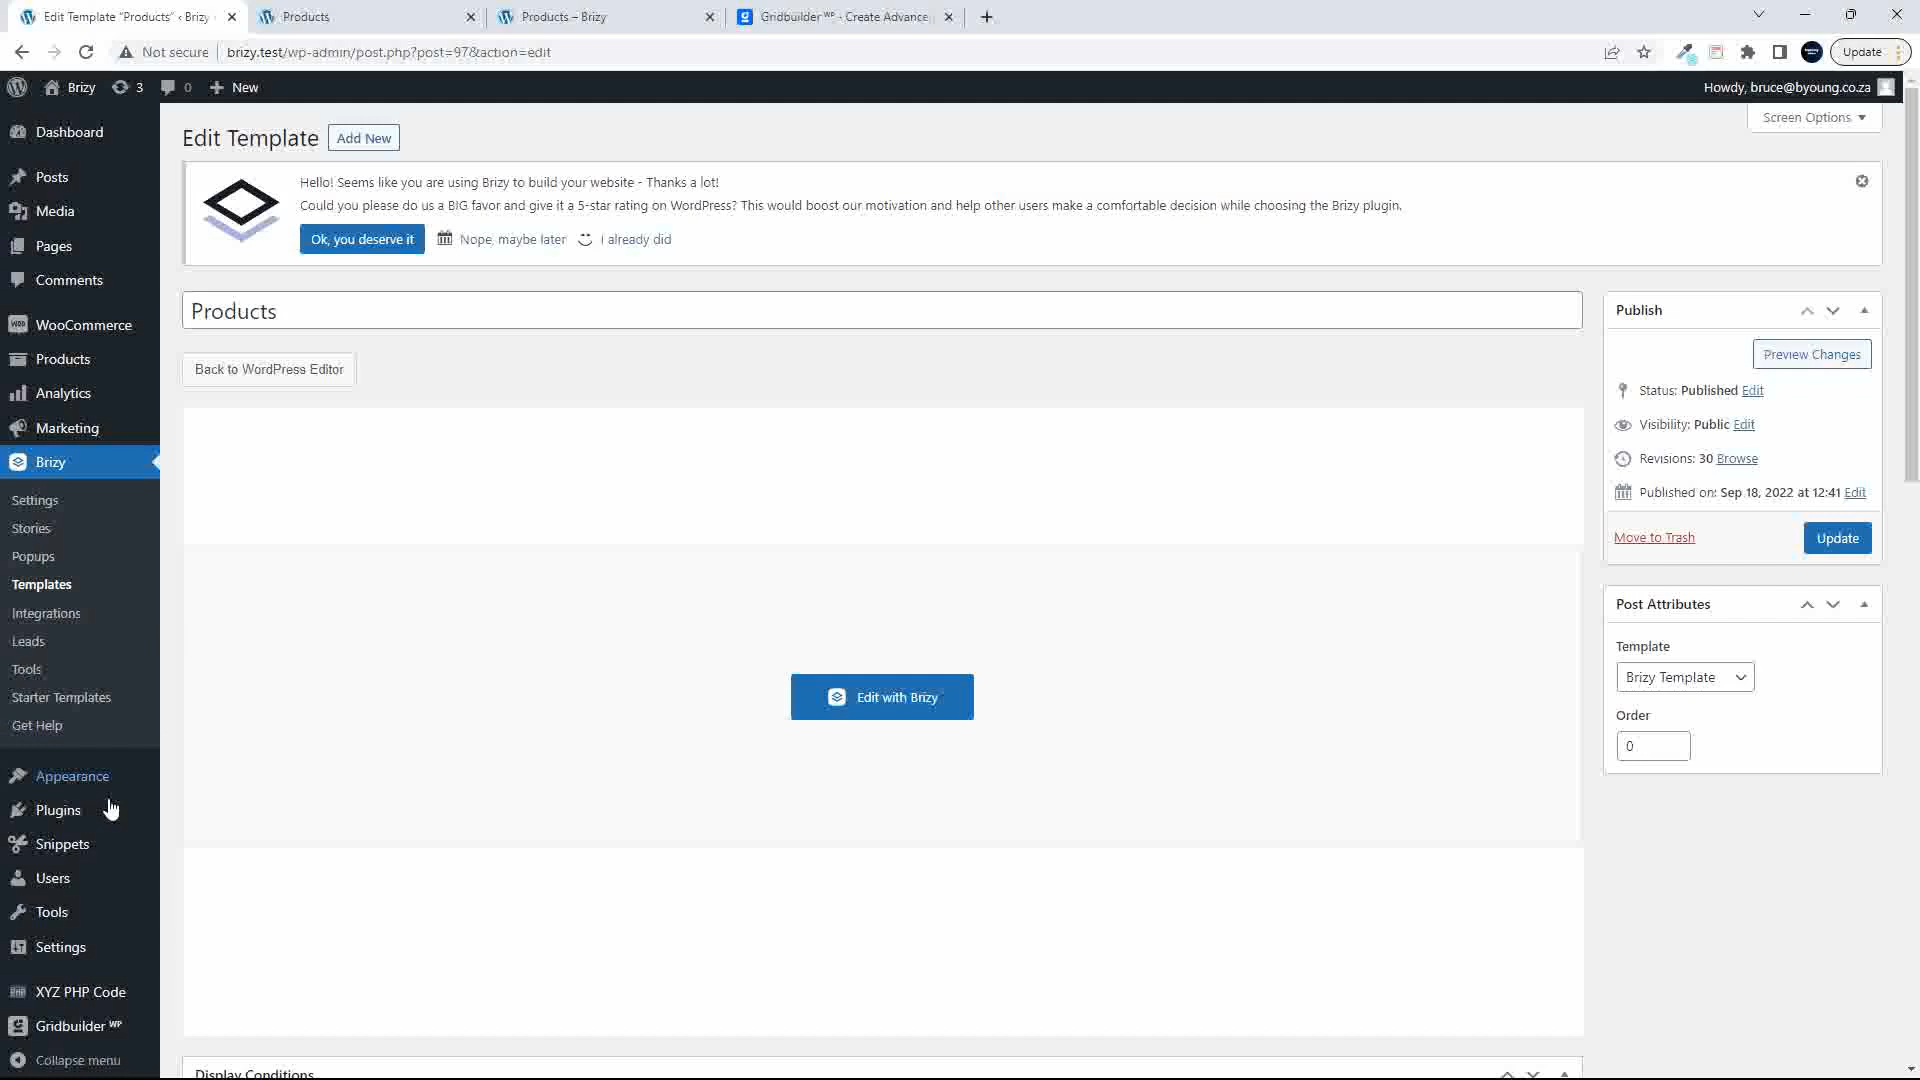 Edit Template "Products" ‹ Brizy
Products
Products – Brizy
Gridbuilder ᵂᴾ - Create Advance
Not secure
brizy.test/wp-admin/post.php?post=97&action=edit
Update
Brizy
3
0
New
Howdy, bruce@byoung.co.za
Screen Options
Dashboard
Posts
Media
Pages
Comments
WooCommerce
Products
Analytics
Marketing
Brizy
Settings
Stories
Popups
Templates
Integrations
Leads
Tools
Starter Templates
Get Help
Appearance
Plugins
Snippets
Users
Tools
Settings
XYZ PHP Code
Gridbuilder ᵂᴾ
Collapse menu
Edit Template
Add New
Hello! Seems like you are using Brizy to build your website - Thanks a lot!
Could you please do us a BIG favor and give it a 5-star rating on WordPress? This would boost our motivation and help other users make a comfortable decision while choosing the Brizy plugin.
Ok, you deserve it
Nope, maybe later
I already did
Products
Back to WordPress Editor
Edit with Brizy
Display Conditions
Publish
Preview Changes
Status: Published Edit
Visibility: Public Edit
Revisions: 30 Browse
Published on: Sep 18, 2022 at 12:41 Edit
Move to Trash
Update
Post Attributes
Template
Brizy Template
Order
0